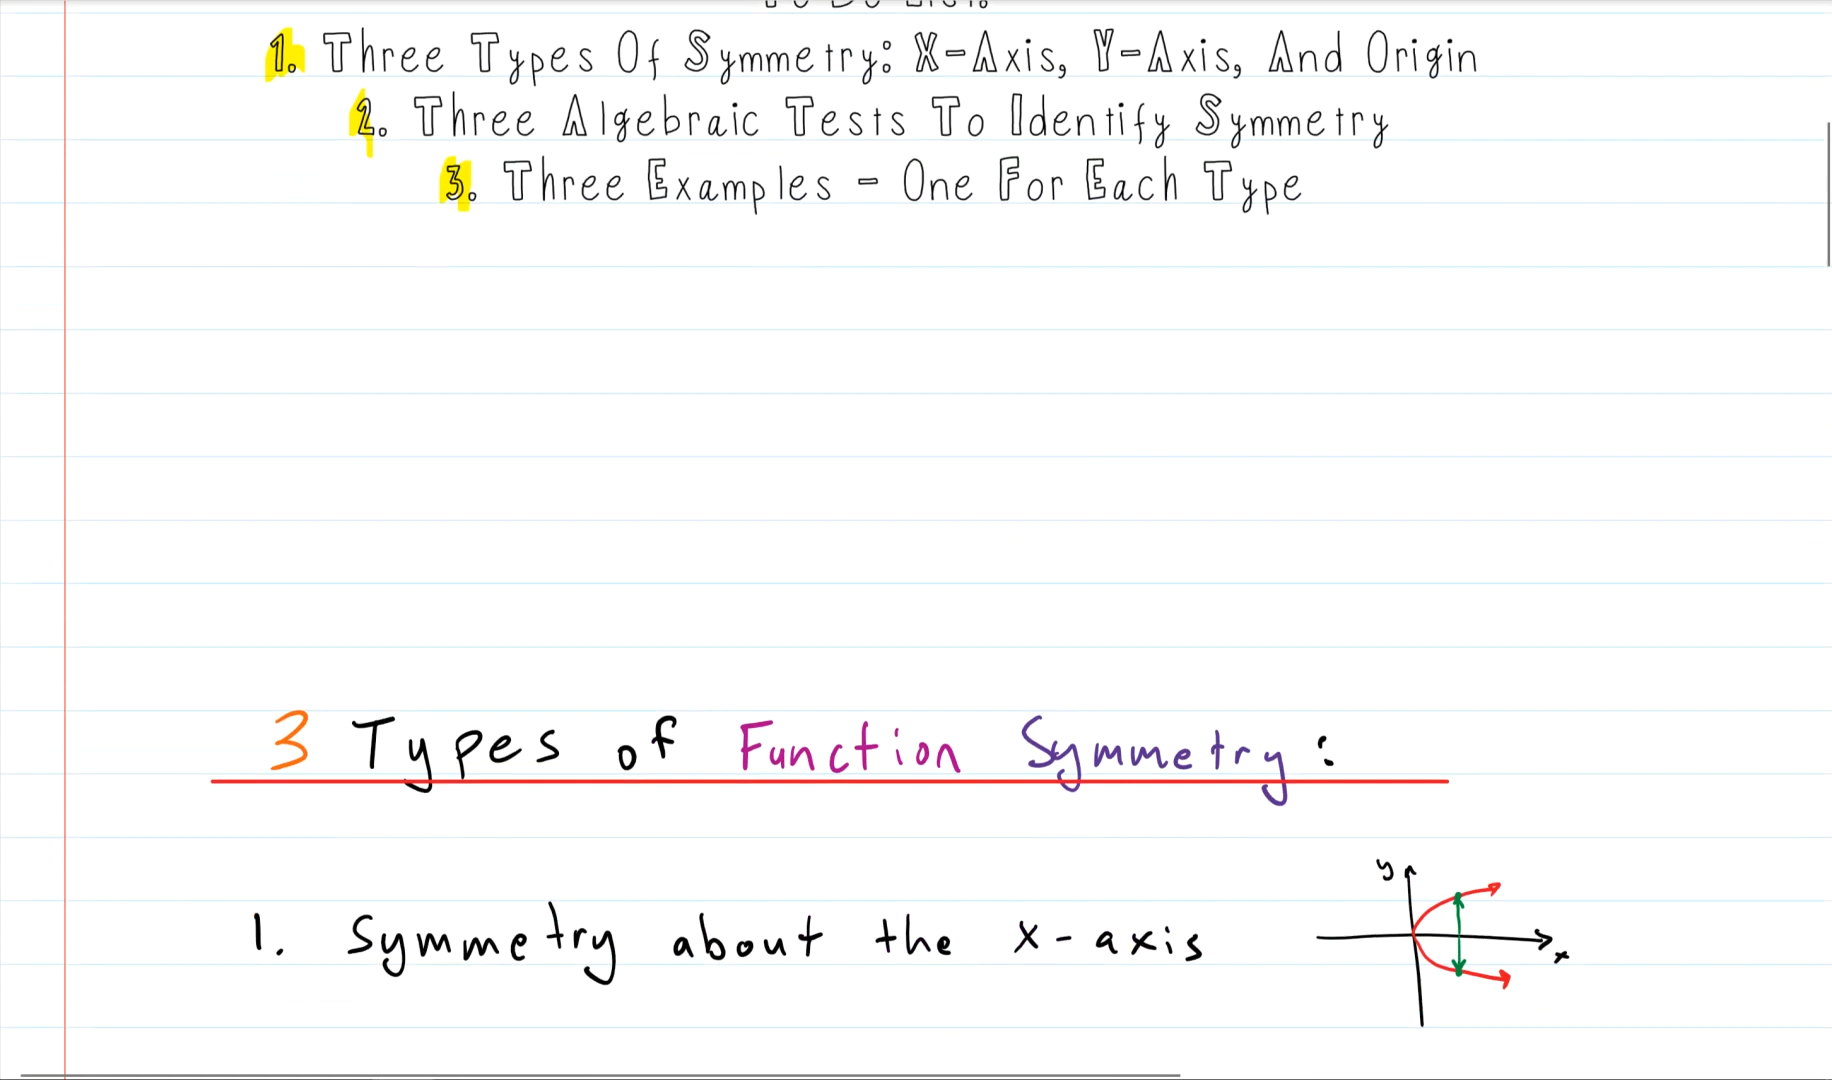 1. Three Types Of Symmetry: X-Axis, Y-Axis, And Origin
2. Three Algebraic Tests To Identify Symmetry
3. Three Examples - One For Each Type
3 Types of Function Symmetry:
1. Symmetry about the x-axis
y
x